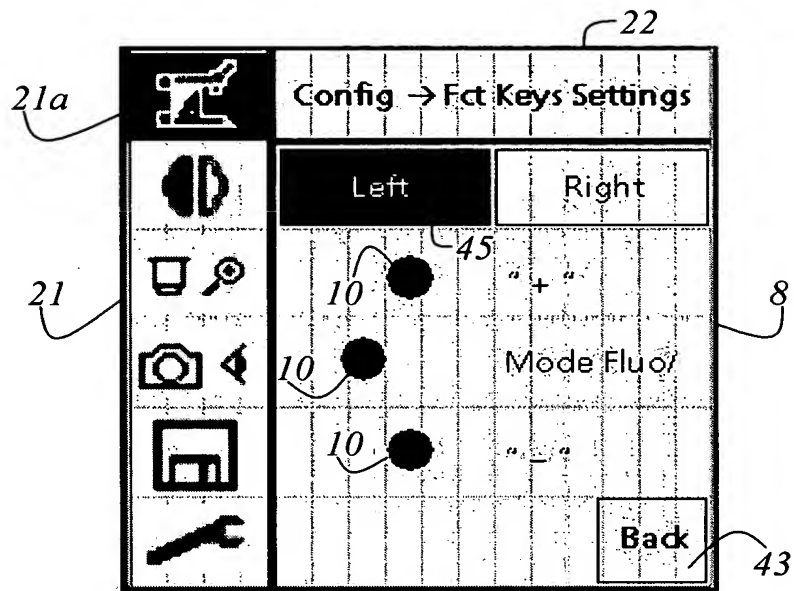 22
21a
Config → Fct Keys Settings
Left Right
45
10 " + "
21
8
10 Mode Fluo/
10 " _ "
Back
43